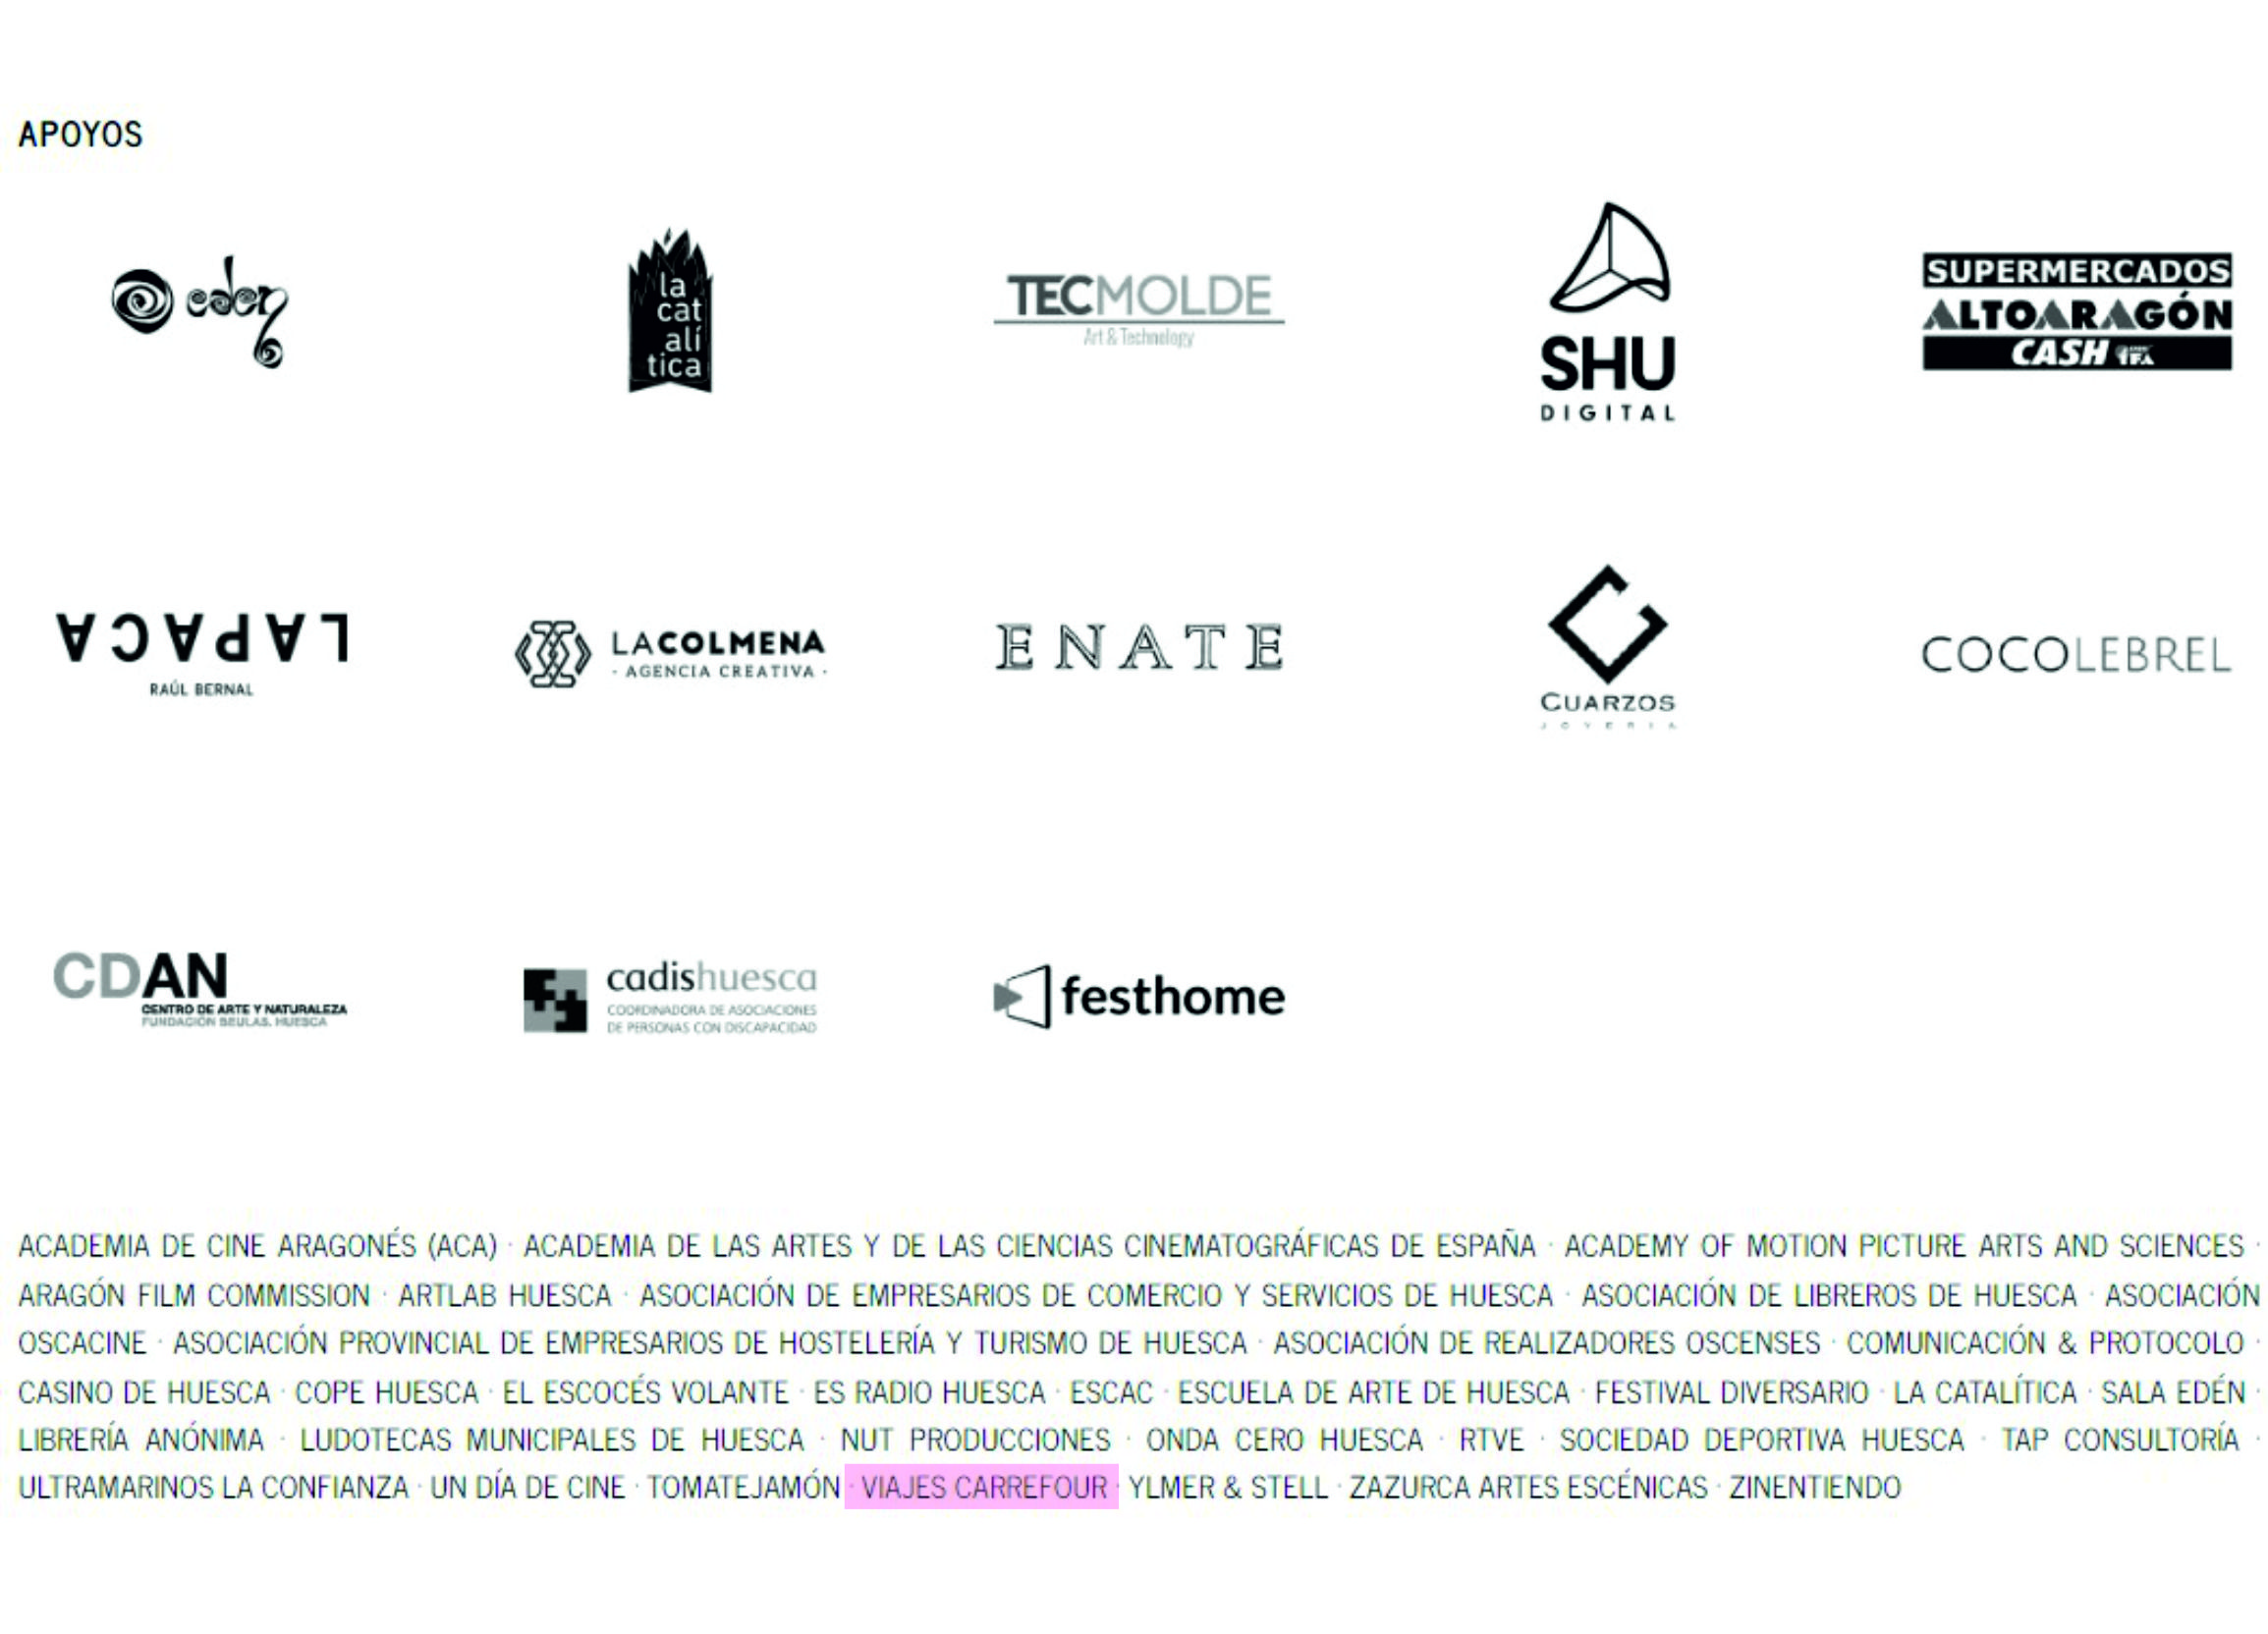 APOYOS
eden
la
cat
alí
tica
TECMOLDE
Art & Technology
SHU
DIGITAL
SUPERMERCADOS
ALTOARAGÓN
CASH IFA
LAPACA
RAÚL BERNAL
LACOLMENA
· AGENCIA CREATIVA ·
ENATE
CUARZOS
JOYERIA
COCOLEBREL
CDAN
CENTRO DE ARTE Y NATURALEZA
FUNDACIÓN BEULAS. HUESCA
cadishuesca
COORDINADORA DE ASOCIACIONES
DE PERSONAS CON DISCAPACIDAD
festhome
ACADEMIA DE CINE ARAGONÉS (ACA) · ACADEMIA DE LAS ARTES Y DE LAS CIENCIAS CINEMATOGRÁFICAS DE ESPAÑA · ACADEMY OF MOTION PICTURE ARTS AND SCIENCES ·
ARAGÓN FILM COMMISSION · ARTLAB HUESCA · ASOCIACIÓN DE EMPRESARIOS DE COMERCIO Y SERVICIOS DE HUESCA · ASOCIACIÓN DE LIBREROS DE HUESCA · ASOCIACIÓN
OSCACINE · ASOCIACIÓN PROVINCIAL DE EMPRESARIOS DE HOSTELERÍA Y TURISMO DE HUESCA · ASOCIACIÓN DE REALIZADORES OSCENSES · COMUNICACIÓN & PROTOCOLO ·
CASINO DE HUESCA · COPE HUESCA · EL ESCOCÉS VOLANTE · ES RADIO HUESCA · ESCAC · ESCUELA DE ARTE DE HUESCA · FESTIVAL DIVERSARIO · LA CATALÍTICA · SALA EDÉN ·
LIBRERÍA ANÓNIMA · LUDOTECAS MUNICIPALES DE HUESCA · NUT PRODUCCIONES · ONDA CERO HUESCA · RTVE · SOCIEDAD DEPORTIVA HUESCA · TAP CONSULTORÍA ·
ULTRAMARINOS LA CONFIANZA · UN DÍA DE CINE · TOMATEJAMÓN · VIAJES CARREFOUR · YLMER & STELL · ZAZURCA ARTES ESCÉNICAS · ZINENTIENDO